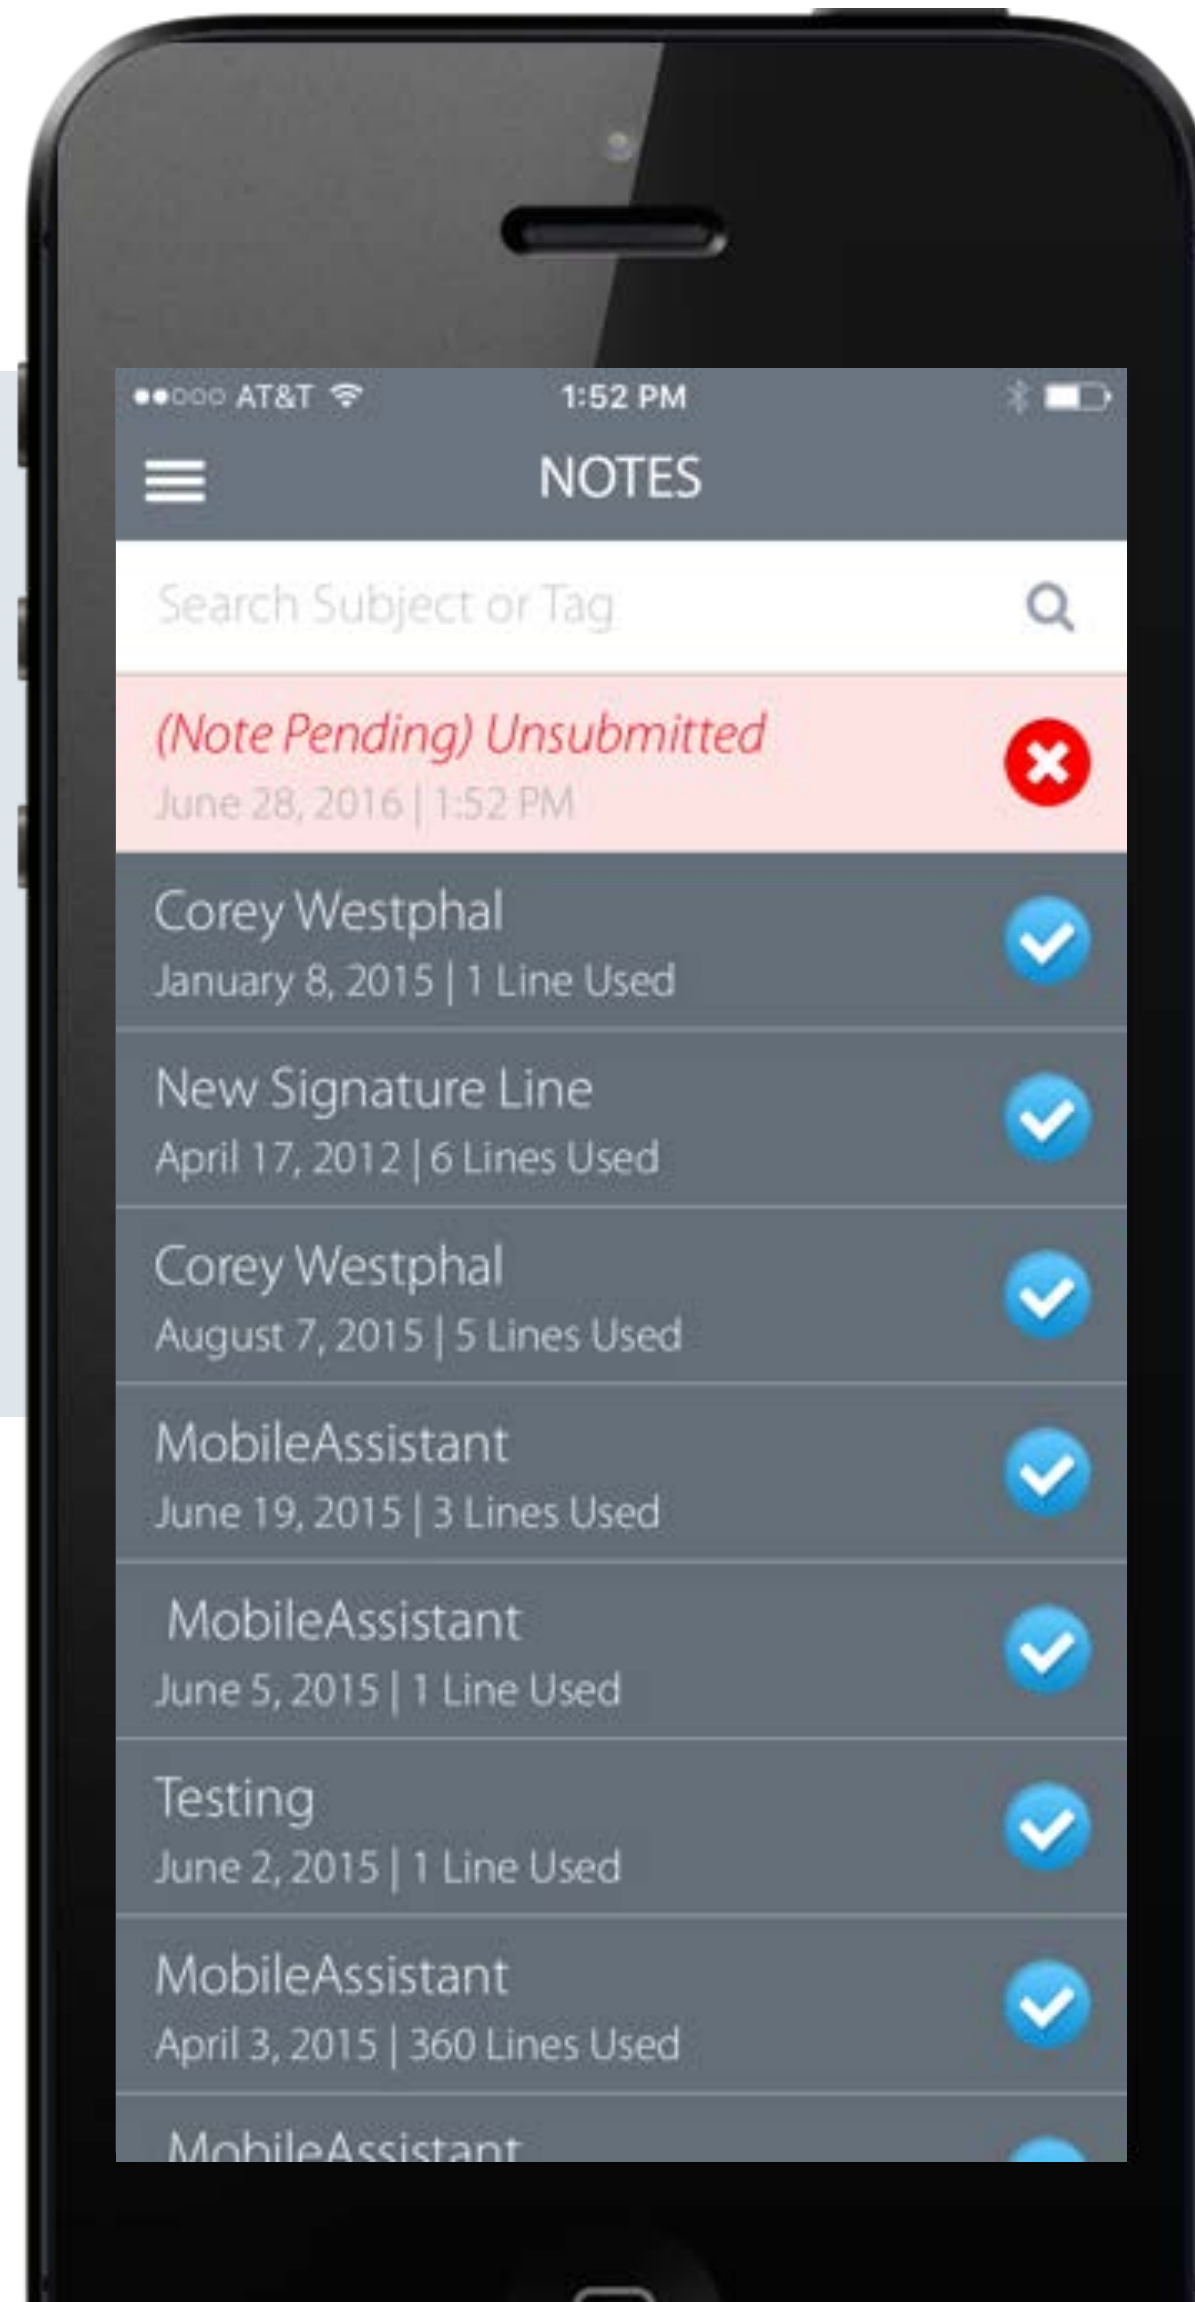 AT&T 1:52 PM
NOTES
Search Subject or Tag
(Note Pending) Unsubmitted
June 28, 2016 | 1:52 PM
Corey Westphal
January 8, 2015 | 1 Line Used
New Signature Line
April 17, 2012 | 6 Lines Used
Corey Westphal
August 7, 2015 | 5 Lines Used
MobileAssistant
June 19, 2015 | 3 Lines Used
MobileAssistant
June 5, 2015 | 1 Line Used
Testing
June 2, 2015 | 1 Line Used
MobileAssistant
April 3, 2015 | 360 Lines Used
MobileAssistant